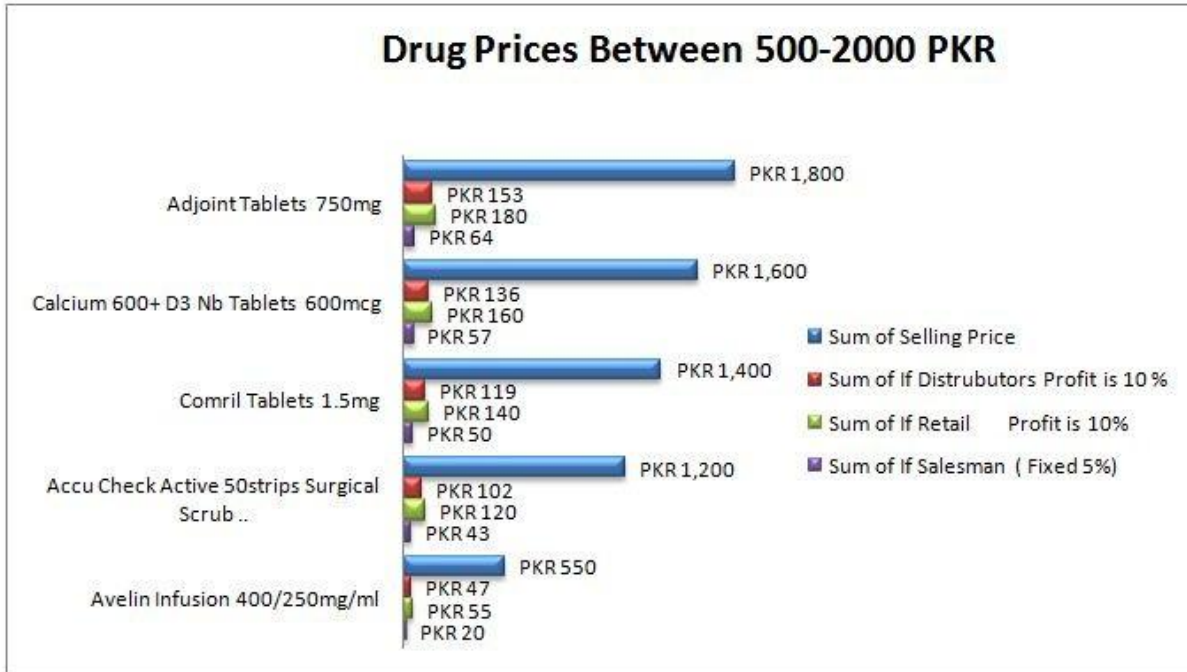 Drug Prices Between 500-2000 PKR
Adjoint Tablets 750mg
PKR 1,800
PKR 153
PKR 180
PKR 64
Calcium 600+ D3 Nb Tablets 600mcg
PKR 1,600
PKR 136
PKR 160
PKR 57
Comril Tablets 1.5mg
PKR 1,400
PKR 119
PKR 140
PKR 50
Accu Check Active 50strips Surgical
Scrub ..
PKR 1,200
PKR 102
PKR 120
PKR 43
Avelin Infusion 400/250mg/ml
PKR 550
PKR 47
PKR 55
PKR 20
Sum of Selling Price
Sum of If Distrubutors Profit is 10 %
Sum of If Retail Profit is 10%
Sum of If Salesman ( Fixed 5%)